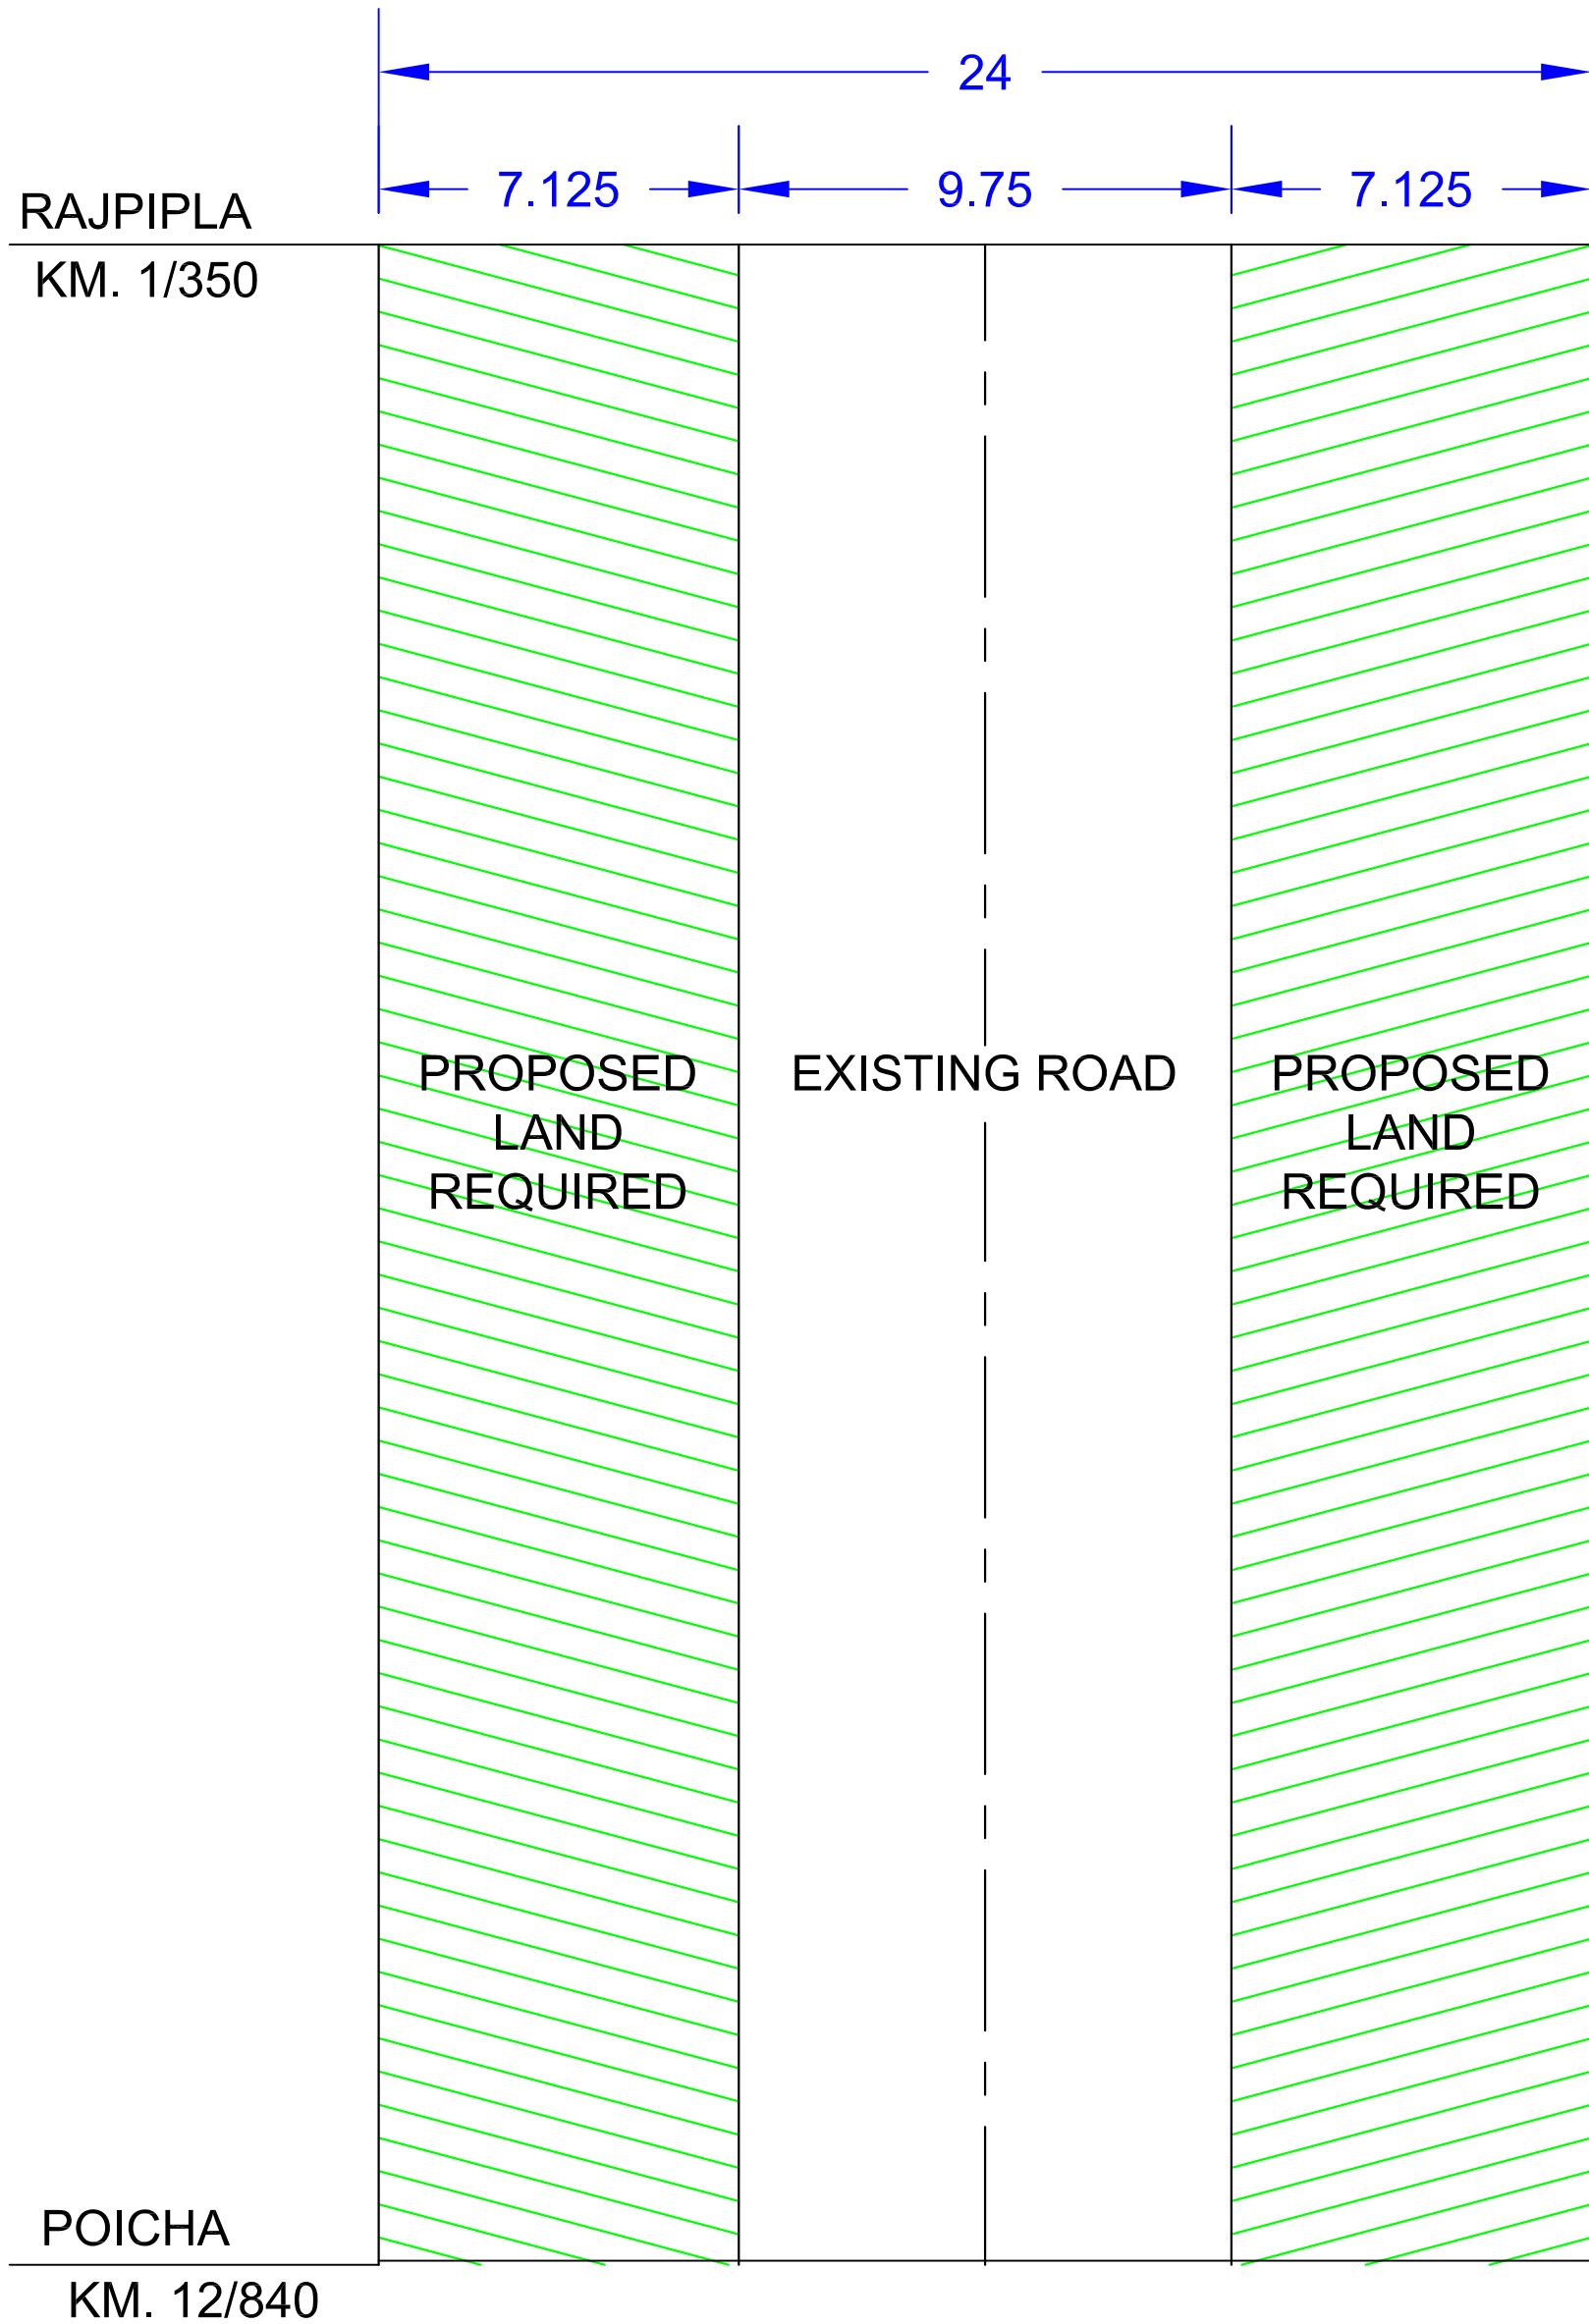 24
7.125 9.75 7.125
RAJPIPLA
KM. 1/350
PROPOSED
LAND
REQUIRED
EXISTING ROAD
PROPOSED
LAND
REQUIRED
POICHA
KM. 12/840